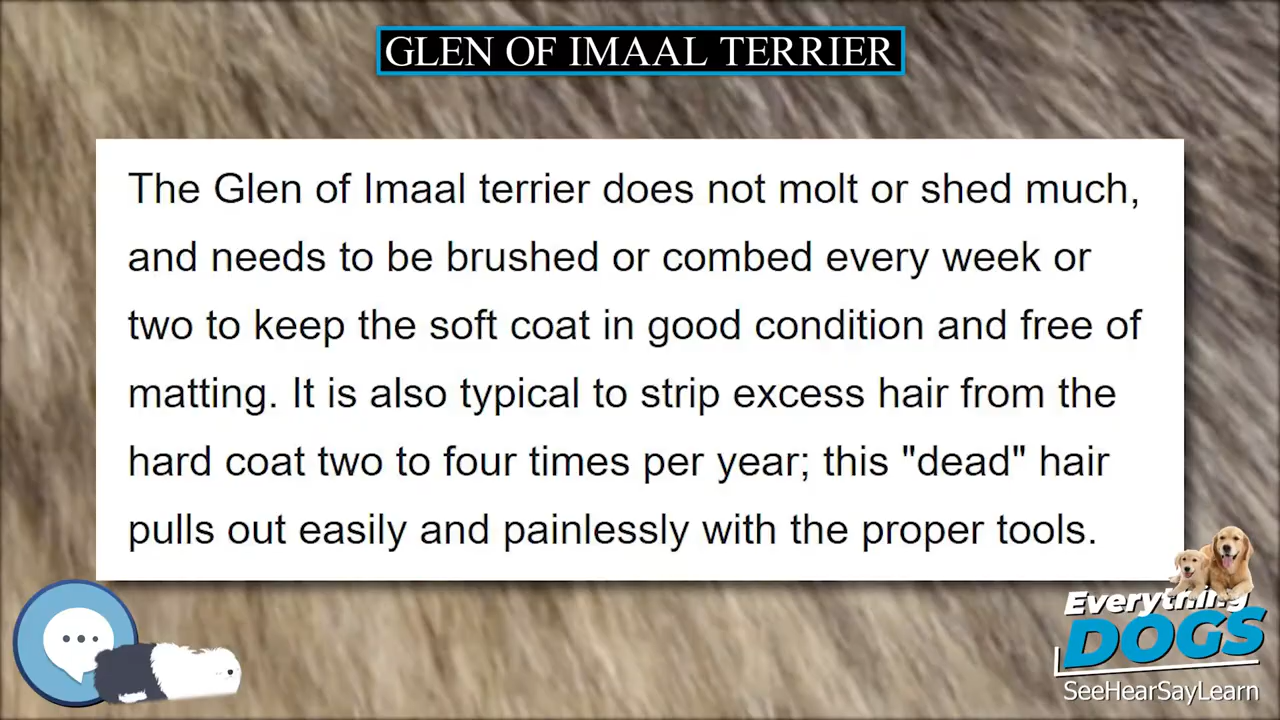 GLEN OF IMAAL TERRIER
The Glen of Imaal terrier does not molt or shed much,
and needs to be brushed or combed every week or
two to keep the soft coat in good condition and free of
matting. It is also typical to strip excess hair from the
hard coat two to four times per year; this "dead" hair
pulls out easily and painlessly with the proper tools.
Everything
DOGS
SeeHearSayLearn